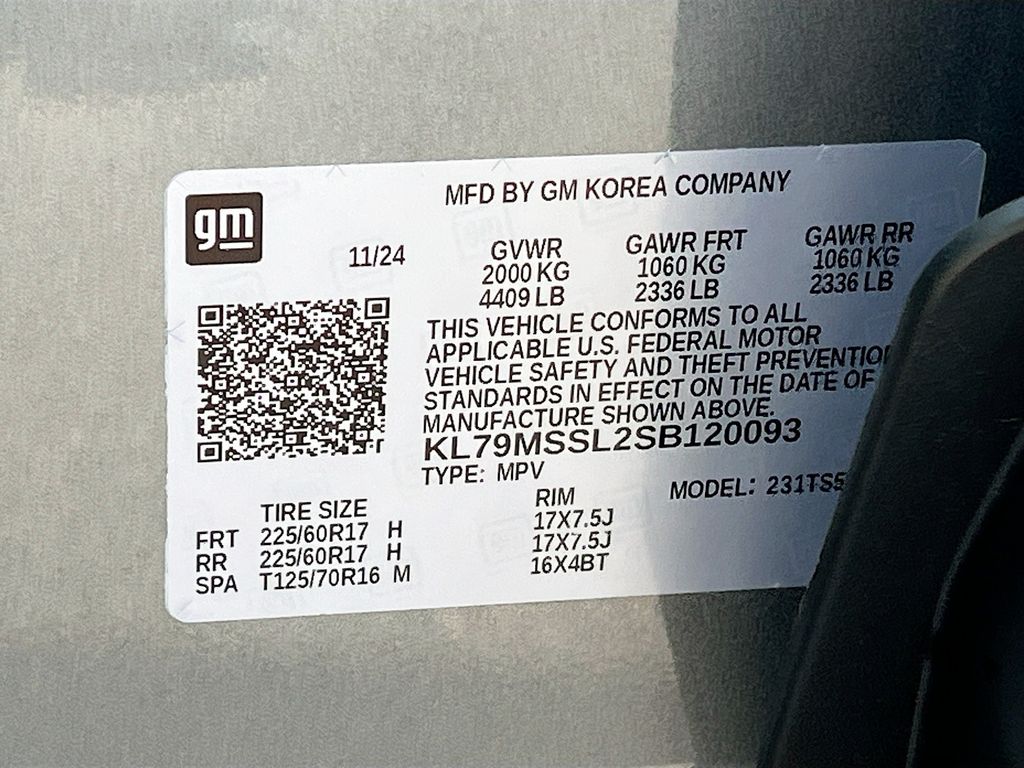 MFD BY GM KOREA COMPANY
gm
11/24
GVWR GAWR FRT GAWR RR
2000 KG 1060 KG 1060 KG
4409 LB 2336 LB 2336 LB
THIS VEHICLE CONFORMS TO ALL
APPLICABLE U.S. FEDERAL MOTOR
VEHICLE SAFETY AND THEFT PREVENTION
STANDARDS IN EFFECT ON THE DATE OF
MANUFACTURE SHOWN ABOVE.
KL79MSSL2SB120093
TYPE: MPV MODEL: 231TS5
TIRE SIZE RIM
FRT 225/60R17 H 17X7.5J
RR 225/60R17 H 17X7.5J
SPA T125/70R16 M 16X4BT